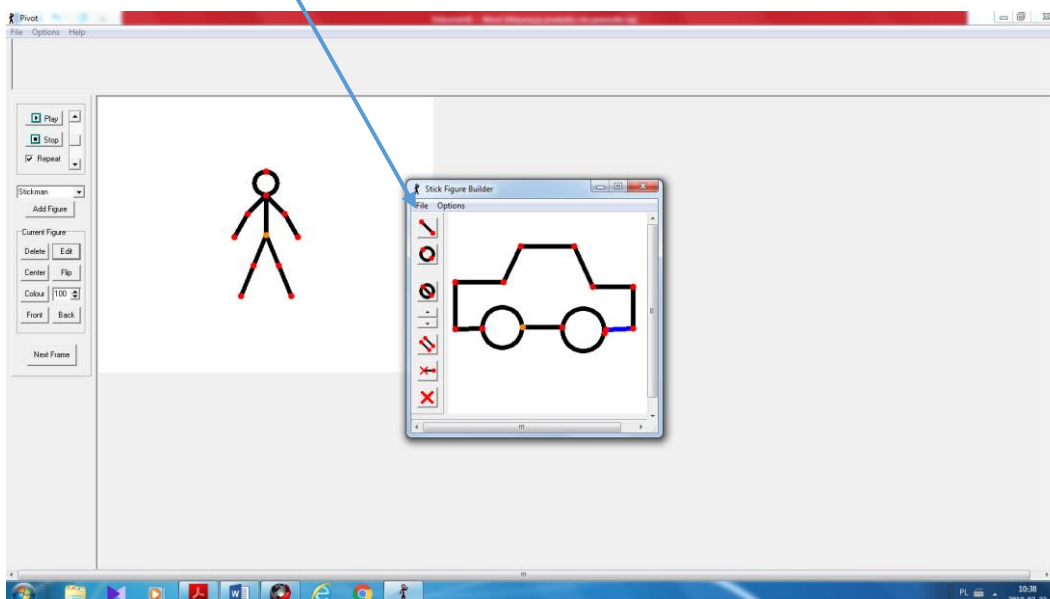 Pivot
File Options Help
Play
Stop
Repeat
Stickman
Add Figure
Current Figure
Delete Edit
Center Flip
Colour 100
Front Back
Next Frame
Stick Figure Builder
File Options
PL 10:38